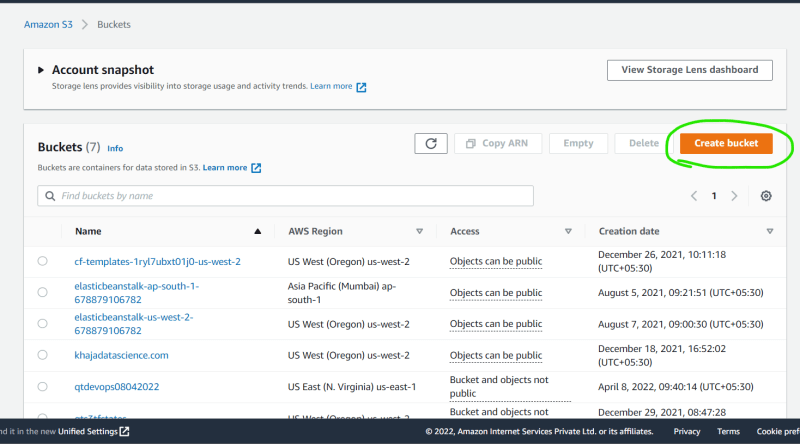 Amazon S3 > Buckets
Account snapshot
View Storage Lens dashboard
Storage lens provides visibility into storage usage and activity trends. Learn more
Buckets (7) Info
Copy ARN
Empty
Delete
Create bucket
Buckets are containers for data stored in S3. Learn more
Find buckets by name
1
Name AWS Region Access Creation date
cf-templates-1ryl7ubxt01j0-us-west-2 US West (Oregon) us-west-2 Objects can be public December 26, 2021, 10:11:18
(UTC+05:30)
elasticbeanstalk-ap-south-1- Asia Pacific (Mumbai) ap- Objects can be public August 5, 2021, 09:21:51 (UTC+05:30)
678879106782 south-1
elasticbeanstalk-us-west-2- US West (Oregon) us-west-2 Objects can be public August 7, 2021, 09:00:30 (UTC+05:30)
678879106782
khajadatascience.com US West (Oregon) us-west-2 Objects can be public December 18, 2021, 16:52:02
(UTC+05:30)
qtdevops08042022 US East (N. Virginia) us-east-1 Bucket and objects not April 8, 2022, 09:40:14 (UTC+05:30)
public
US West (Oregon) us-west-2 Bucket and objects not December 29, 2021, 08:47:28
it in the new Unified Settings
© 2022, Amazon Internet Services Private Ltd. or its affiliates. Privacy Terms Cookie